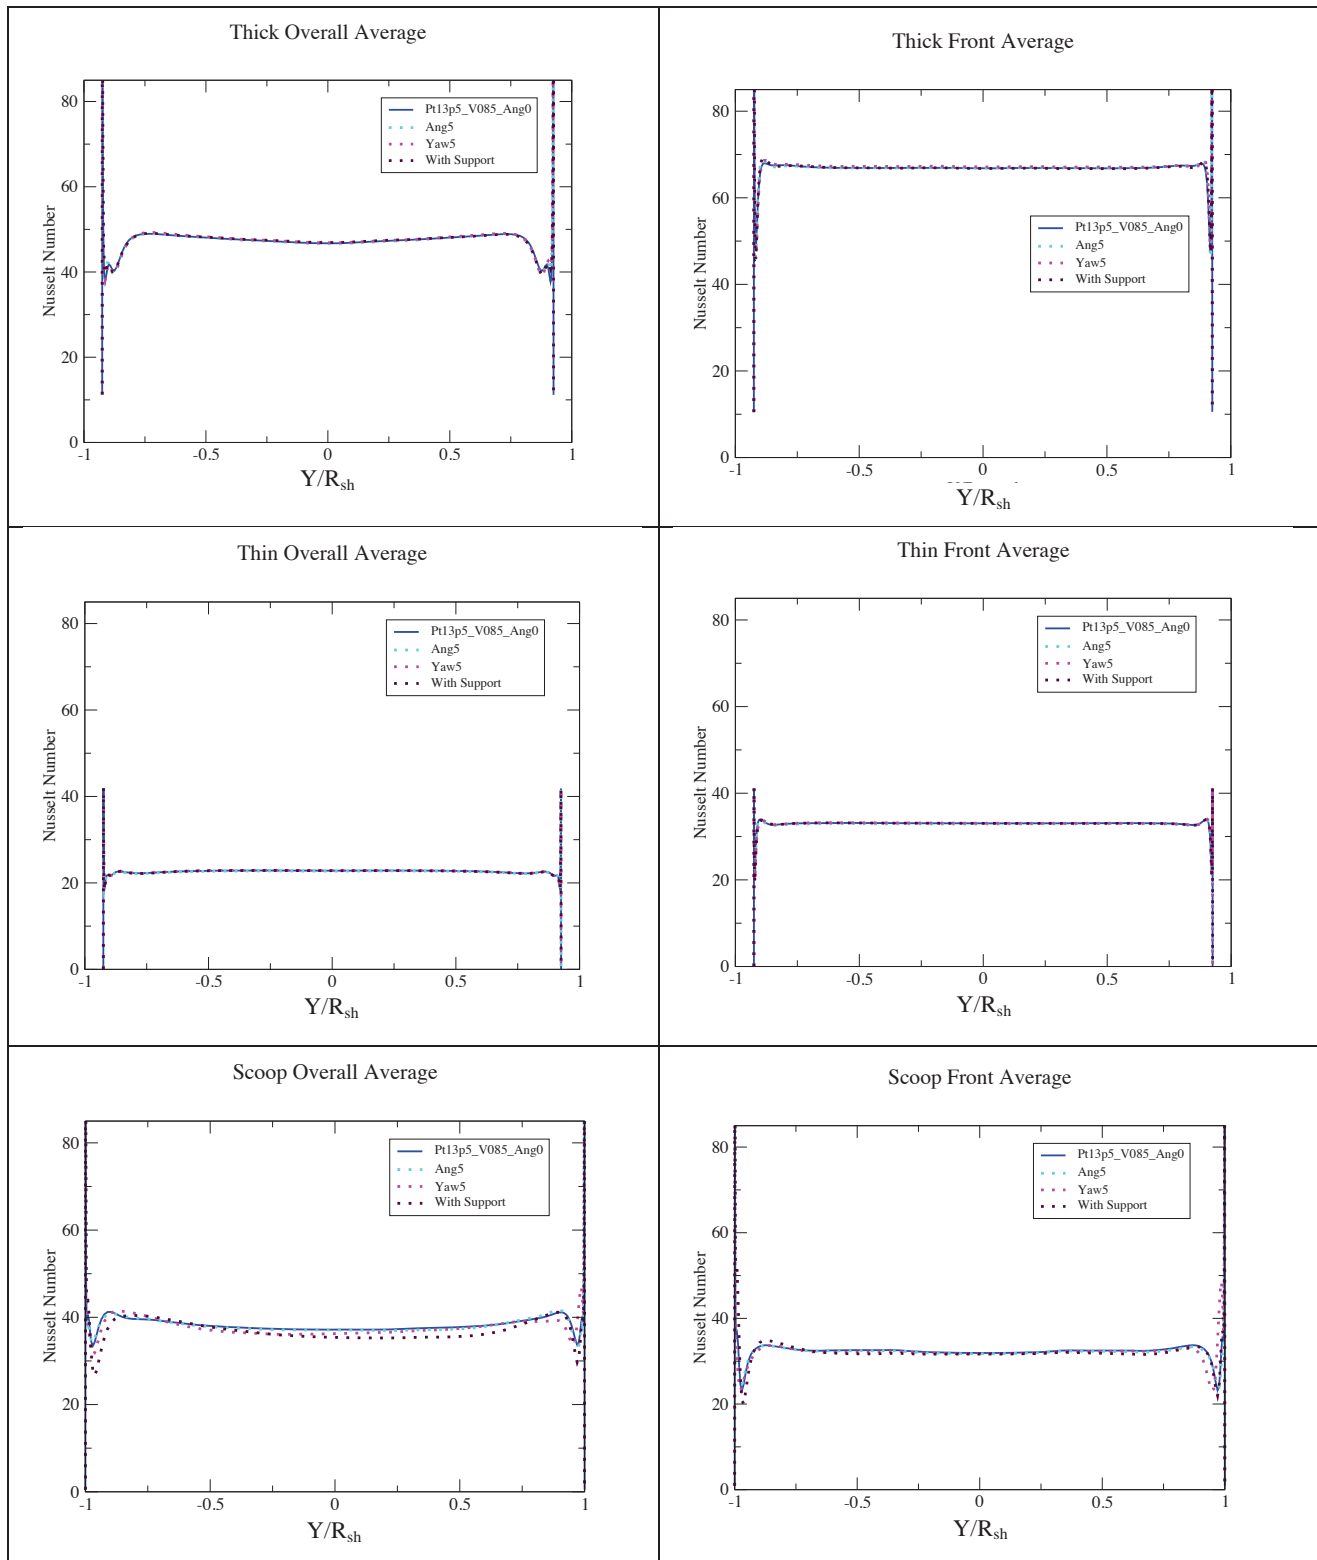 Thick Overall Average
80
60
40
20
0
Nusselt Number
Pt13p5_V085_Ang0
Ang5
Yaw5
With Support
-1
-0.5
0
0.5
1
Y/Rsh
Thick Front Average
80
60
40
20
0
Nusselt Number
Pt13p5_V085_Ang0
Ang5
Yaw5
With Support
-1
-0.5
0
0.5
1
Y/Rsh
Thin Overall Average
80
60
40
20
0
Nusselt Number
Pt13p5_V085_Ang0
Ang5
Yaw5
With Support
-1
-0.5
0
0.5
1
Y/Rsh
Thin Front Average
80
60
40
20
0
Nusselt Number
Pt13p5_V085_Ang0
Ang5
Yaw5
With Support
-1
-0.5
0
0.5
1
Y/Rsh
Scoop Overall Average
80
60
40
20
0
Nusselt Number
Pt13p5_V085_Ang0
Ang5
Yaw5
With Support
-1
-0.5
0
0.5
1
Y/Rsh
Scoop Front Average
80
60
40
20
0
Nusselt Number
Pt13p5_V085_Ang0
Ang5
Yaw5
With Support
-1
-0.5
0
0.5
1
Y/Rsh